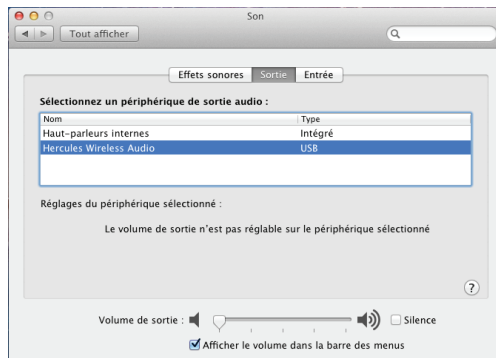 Son
Tout afficher
Effets sonores Sortie Entrée
Sélectionnez un périphérique de sortie audio :
Nom Type
Haut-parleurs internes Intégré
Hercules Wireless Audio USB
Réglages du périphérique sélectionné :
Le volume de sortie n'est pas réglable sur le périphérique sélectionné
?
Volume de sortie : Silence
Afficher le volume dans la barre des menus